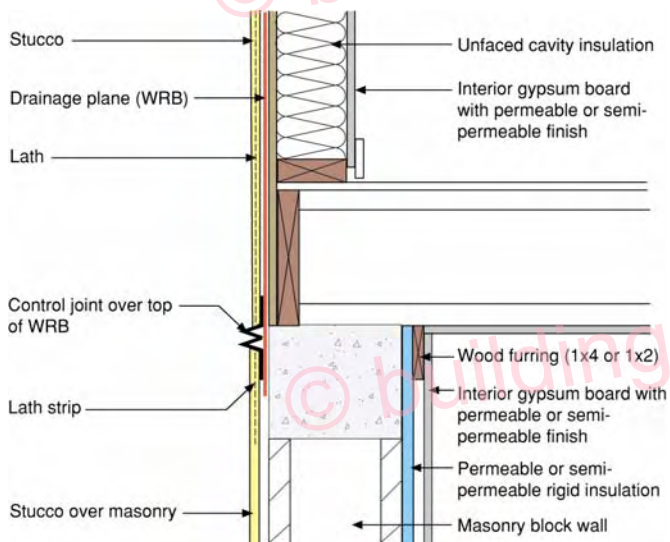 Stucco
Drainage plane (WRB)
Lath
Control joint over top
of WRB
Lath strip
Stucco over masonry
Unfaced cavity insulation
Interior gypsum board
with permeable or semi-
permeable finish
Wood furring (1x4 or 1x2)
Interior gypsum board with
permeable or semi-
permeable finish
Permeable or semi-
permeable rigid insulation
Masonry block wall
© building